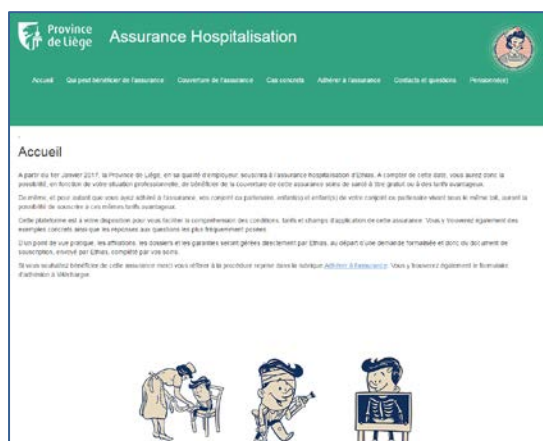 Province
de Liège
Assurance Hospitalisation
Accueil
Qui peut bénéficier de l'assurance
Couverture de l'assurance
Cas concrets
Adhérer à l'assurance
Contacts et questions
Pensionné(e)
Accueil
A partir du 1er Janvier 2017, la Province de Liège, en sa qualité d'employeur, souscrira à l'assurance hospitalisation d'Ethias. A compter de cette date, vous aurez donc la
possibilité, en fonction de votre situation professionnelle, de bénéficier de la couverture de cette assurance soins de santé à titre gratuit ou à des tarifs avantageux.
De même, et pour autant que vous ayez adhéré à l'assurance, vos conjoint ou partenaire, enfant(s) et enfant(s) de votre conjoint ou partenaire vivant sous le même toit, auront la
possibilité de souscrire à ces mêmes tarifs avantageux.
Cette plateforme est à votre disposition pour vous faciliter la compréhension des conditions, tarifs et champs d'application de cette assurance. Vous y trouverez également des
exemples concrets ainsi que les réponses aux questions les plus fréquemment posées.
D'un point de vue pratique, les affiliations, les dossiers et les garanties seront gérées directement par Ethias, au départ d'une demande formalisée et donc du document de
souscription, envoyé par Ethias, complété par vos soins.
Si vous souhaitez bénéficier de cette assurance merci vous référer à la procédure reprise dans la rubrique Adhérer à l'assurance. Vous y trouverez également le formulaire
d'adhésion à télécharger.